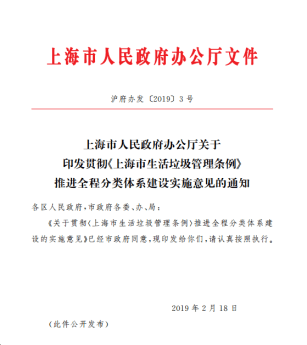 上海市人民政府办公厅文件
沪府办发〔2019〕3号
上海市人民政府办公厅关于
印发贯彻《上海市生活垃圾管理条例》
推进全程分类体系建设实施意见的通知
各区人民政府，市政府各委、办、局：
《关于贯彻〈上海市生活垃圾管理条例〉推进全程分类体系建
设的实施意见》已经市政府同意，现印发给你们，请认真按照执行。
2019年2月18日
（此件公开发布）